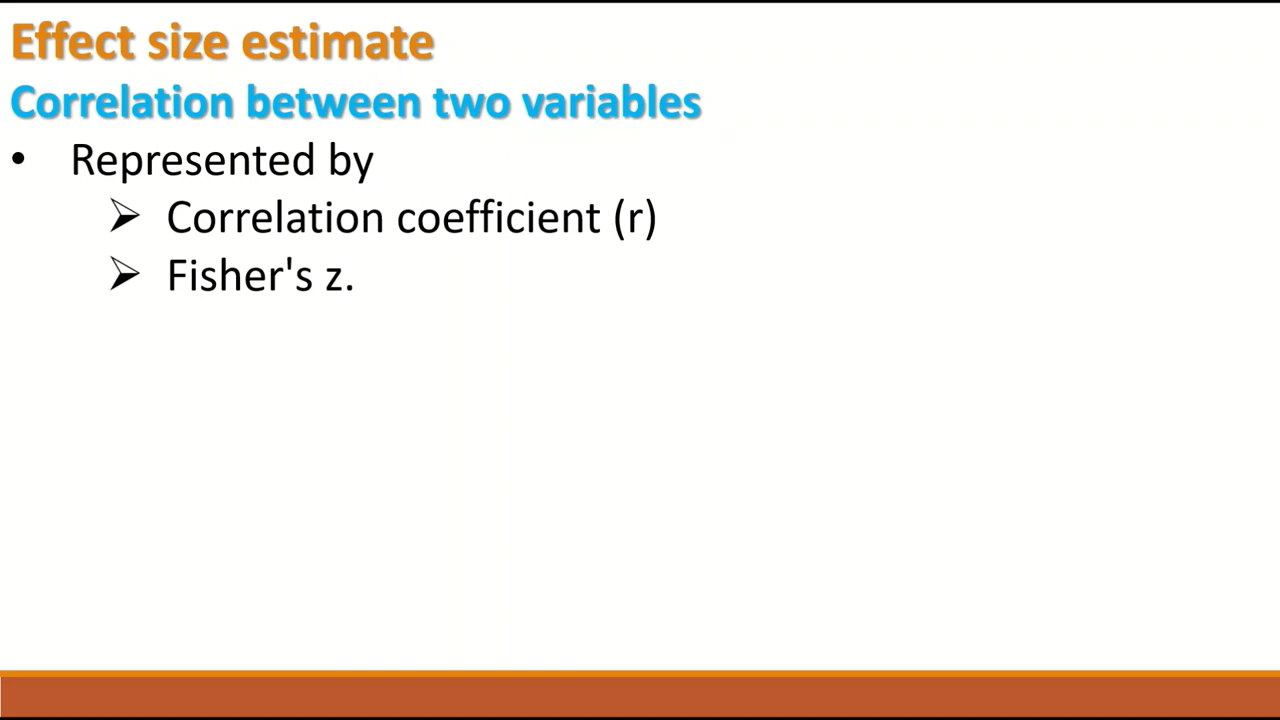 Effect size estimate
Correlation between two variables
• Represented by
➢ Correlation coefficient (r)
➢ Fisher's z.